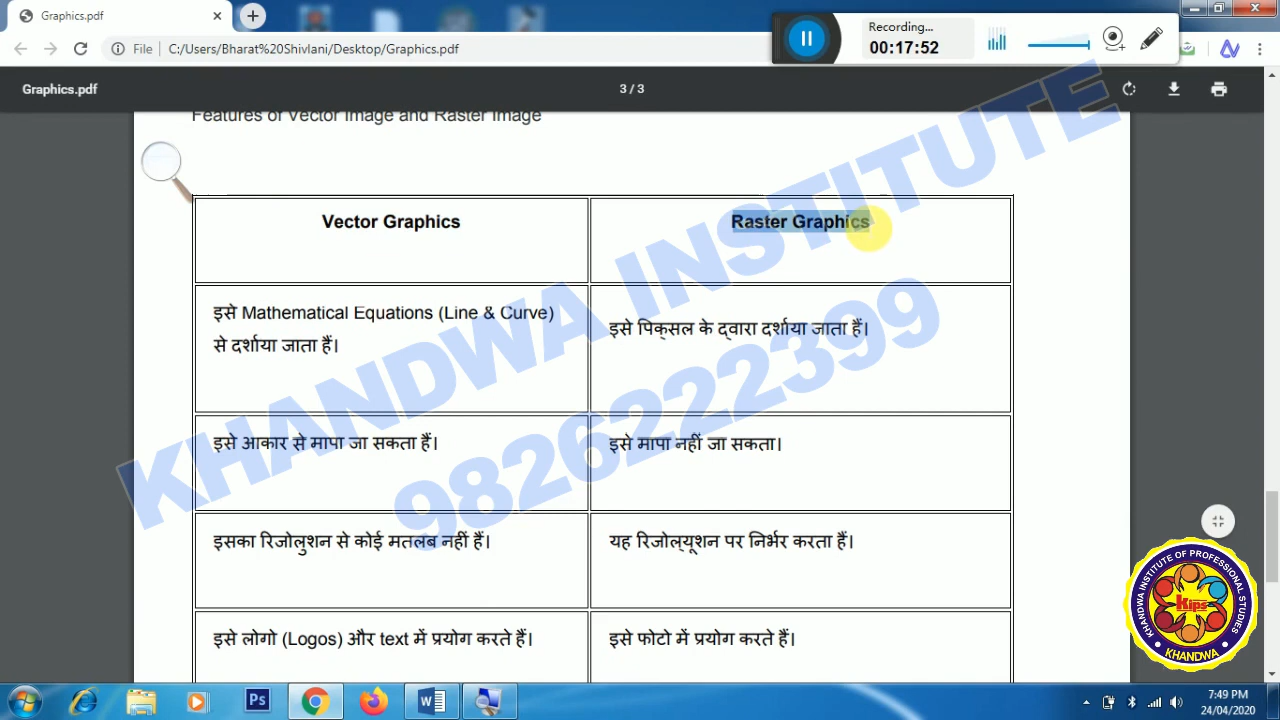 Graphics.pdf
Recording...
00:17:52
File C:/Users/Bharat%20Shivlani/Desktop/Graphics.pdf
Graphics.pdf
3 / 3
Features of Vector Image and Raster Image
Vector Graphics
Raster Graphics
इसे Mathematical Equations (Line & Curve)
से दर्शाया जाता हैं।
इसे पिक्सल के द्वारा दर्शाया जाता हैं।
इसे आकार से मापा जा सकता हैं।
इसे मापा नहीं जा सकता।
इसका रिजोलुशन से कोई मतलब नहीं हैं।
यह रिजोल्यूशन पर निर्भर करता हैं।
इसे लोगो (Logos) और text में प्रयोग करते हैं।
इसे फोटो में प्रयोग करते हैं।
KHANDWA INSTITUTE
9826222399
KHANDWA INSTITUTE OF PROFESSIONAL STUDIES
Kips
KHANDWA
Ps
W
7:49 PM
24/04/2020